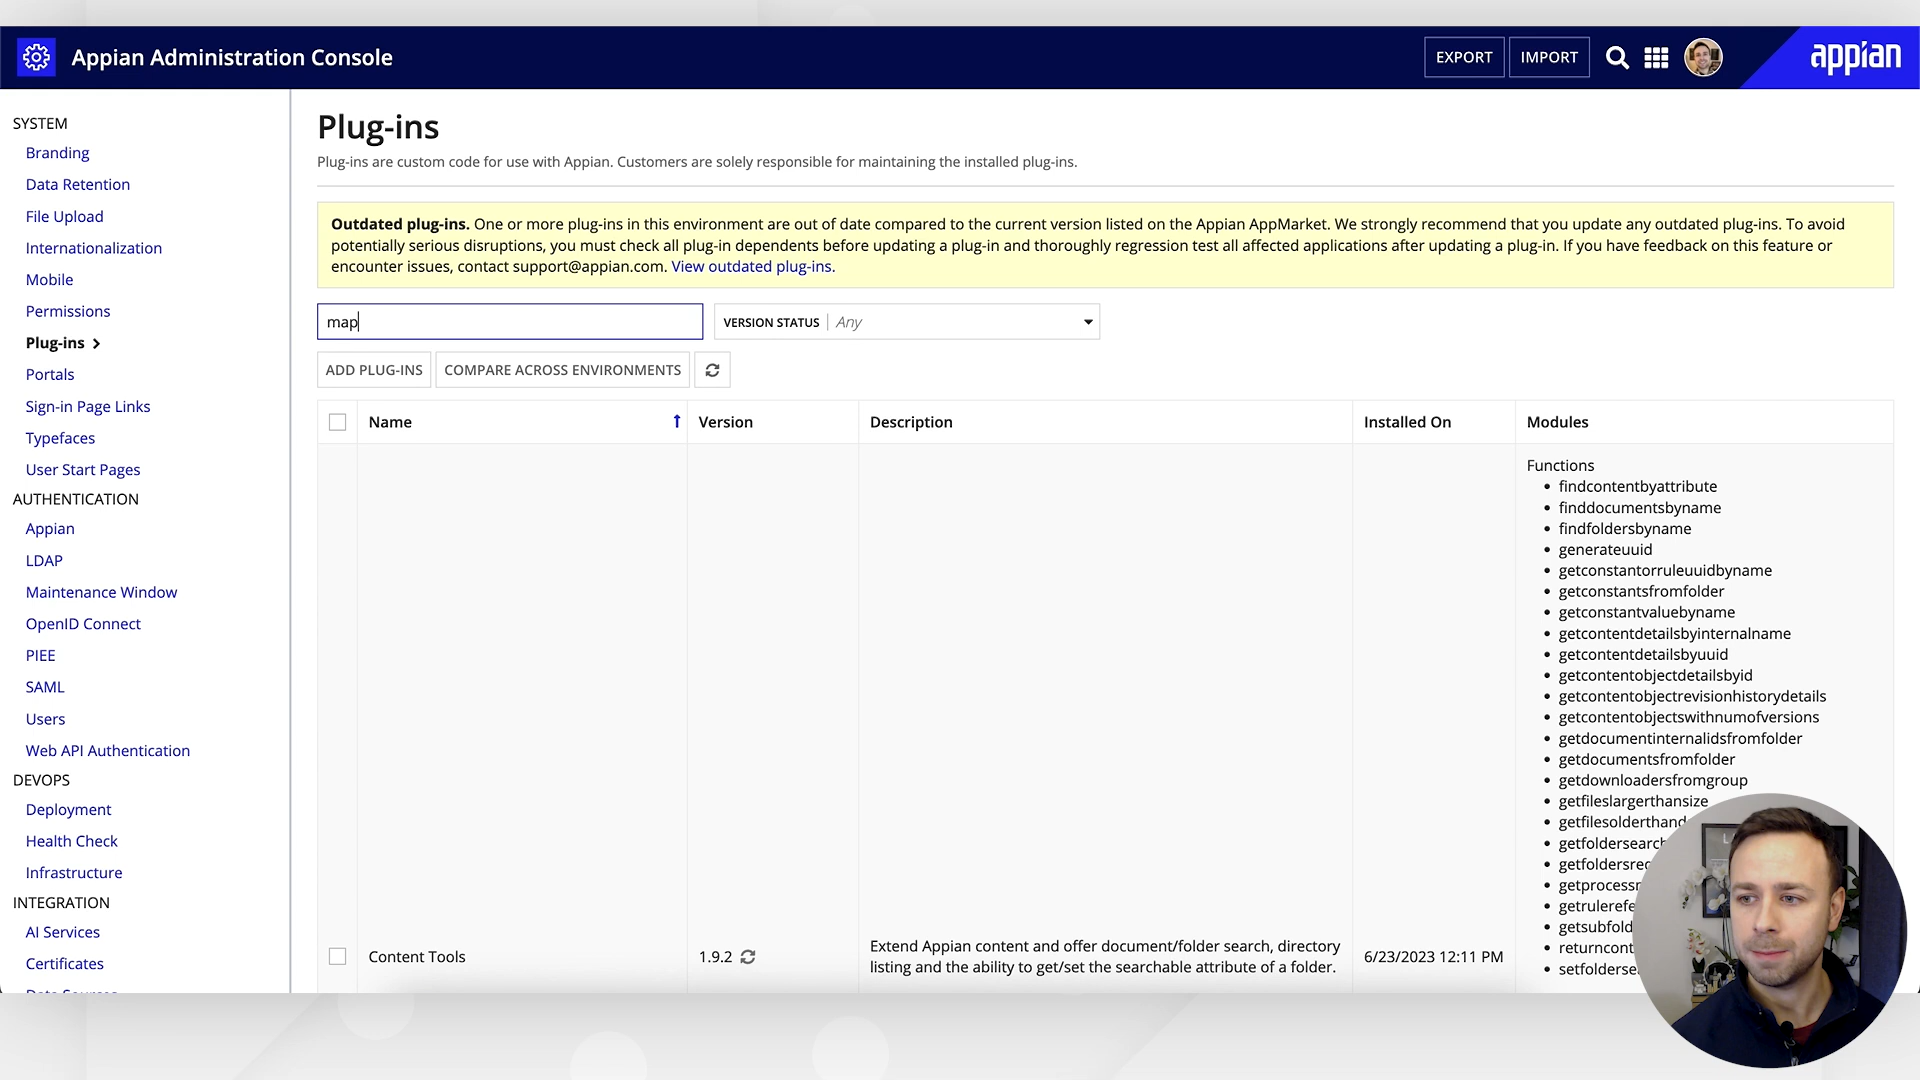 Appian Administration Console
EXPORT
IMPORT
appian
SYSTEM
Branding
Data Retention
File Upload
Internationalization
Mobile
Permissions
Plug-ins
Portals
Sign-in Page Links
Typefaces
User Start Pages
AUTHENTICATION
Appian
LDAP
Maintenance Window
OpenID Connect
PIEE
SAML
Users
Web API Authentication
DEVOPS
Deployment
Health Check
Infrastructure
INTEGRATION
AI Services
Certificates
Plug-ins
Plug-ins are custom code for use with Appian. Customers are solely responsible for maintaining the installed plug-ins.
Outdated plug-ins. One or more plug-ins in this environment are out of date compared to the current version listed on the Appian AppMarket. We strongly recommend that you update any outdated plug-ins. To avoid
potentially serious disruptions, you must check all plug-in dependents before updating a plug-in and thoroughly regression test all affected applications after updating a plug-in. If you have feedback on this feature or
encounter issues, contact support@appian.com. View outdated plug-ins.
map
VERSION STATUS Any
ADD PLUG-INS
COMPARE ACROSS ENVIRONMENTS
Name
Version
Description
Installed On
Modules
Content Tools
1.9.2
Extend Appian content and offer document/folder search, directory
listing and the ability to get/set the searchable attribute of a folder.
6/23/2023 12:11 PM
Functions
• findcontentbyattribute
• finddocumentsbyname
• findfoldersbyname
• generateuuid
• getconstantorruleuuidbyname
• getconstantsfromfolder
• getconstantvaluebyname
• getcontentdetailsbyinternalname
• getcontentdetailsbyuuid
• getcontentobjectdetailsbyid
• getcontentobjectrevisionhistorydetails
• getcontentobjectswithnumofversions
• getdocumentinternalidsfromfolder
• getdocumentsfromfolder
• getdownloadersfromgroup
• getfileslargerthansize